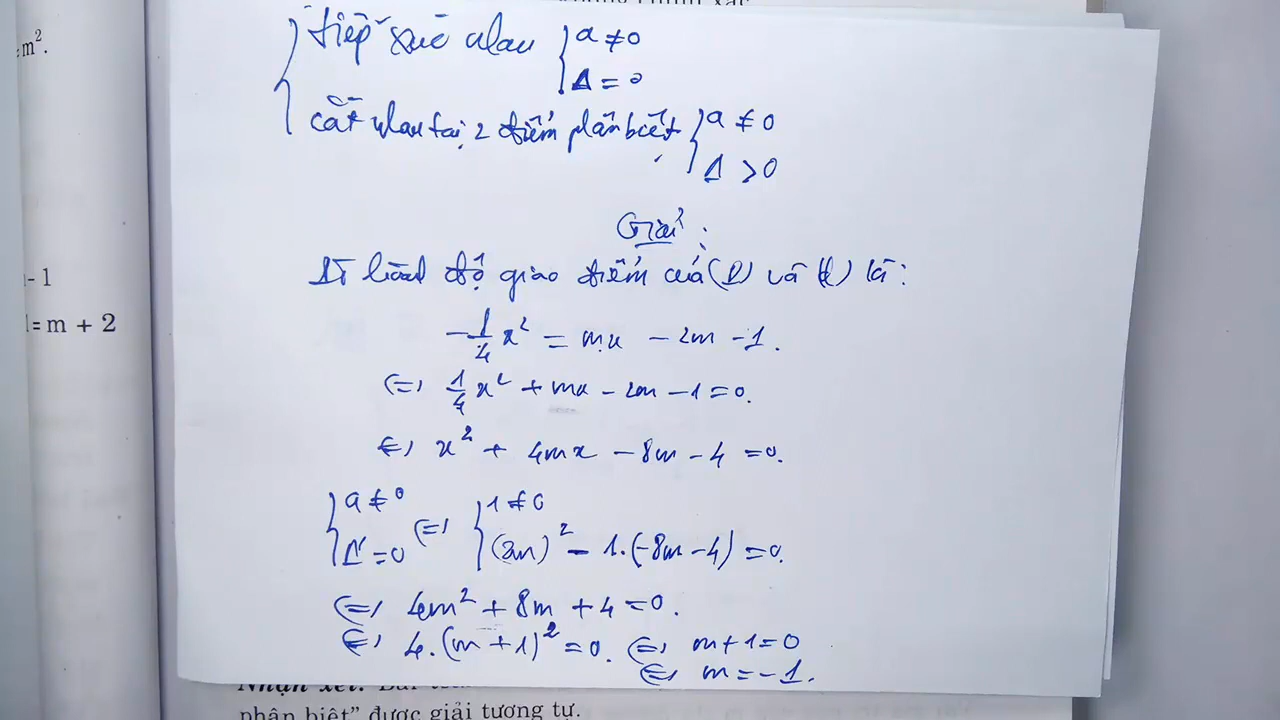 =m².
- 1
= m + 2
tiếp xúc nhau { a ≠ 0
Δ = 0
cắt nhau tại 2 điểm phân biệt { a ≠ 0
Δ > 0
Giải:
hoành độ giao điểm của (P) và (d) là:
-1/4 x² = mx - 2m - 1.
⇔ 1/4 x² + mx - 2m - 1 = 0.
⇔ x² + 4mx - 8m - 4 = 0.
{ a ≠ 0 ⇔ { 1 ≠ 0
Δ' = 0 (2m)² - 1.(-8m - 4) = 0.
⇔ 4m² + 8m + 4 = 0.
⇔ 4.(m + 1)² = 0. ⇔ m + 1 = 0
⇔ m = -1.
Nhận xét:
phân biệt” được giải tương tự.